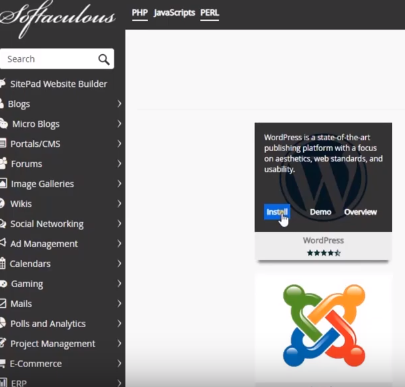 Softaculous
PHP JavaScripts PERL
Search
SitePad Website Builder
Blogs
Micro Blogs
Portals/CMS
Forums
Image Galleries
Wikis
Social Networking
Ad Management
Calendars
Gaming
Mails
Polls and Analytics
Project Management
E-Commerce
ERP
WordPress is a state-of-the-art
publishing platform with a focus
on aesthetics, web standards, and
usability.
Install Demo Overview
WordPress